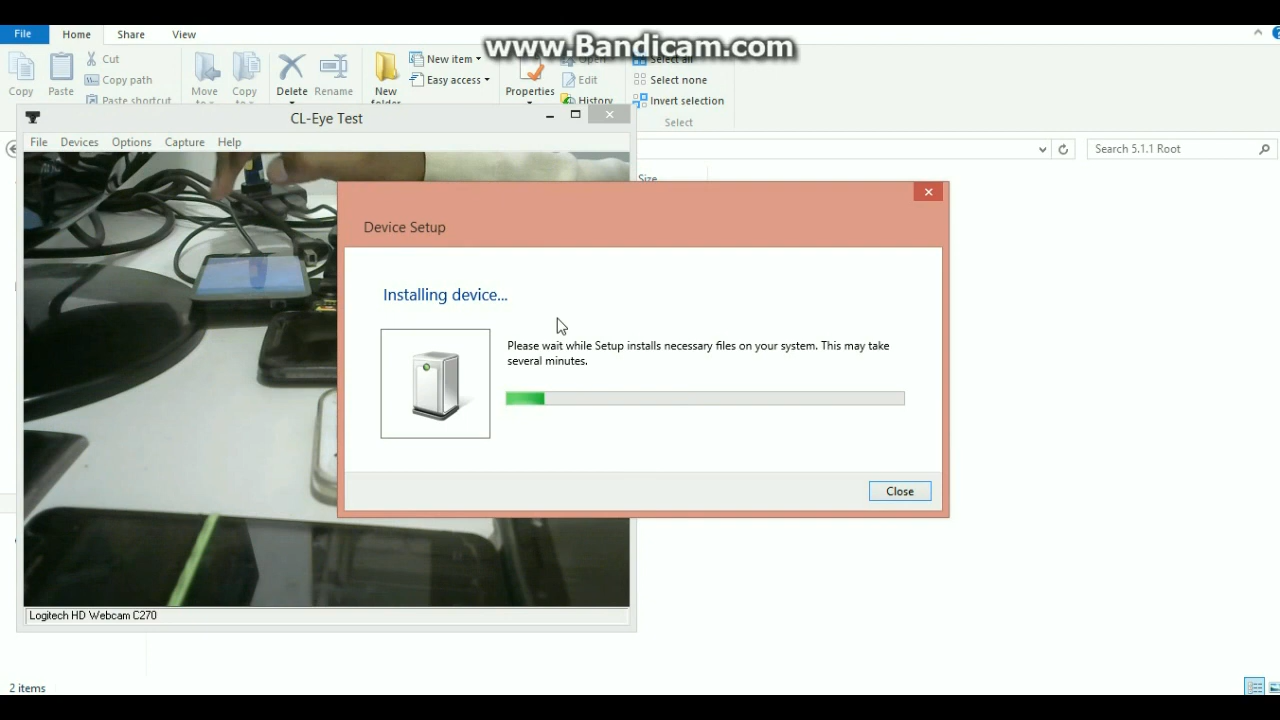 File
Home
Share
View
www.Bandicam.com
Copy
Paste
Cut
Copy path
Paste shortcut
Move
to
Copy
to
Delete
Rename
New
folder
New item
Easy access
Properties
Open
Edit
History
Select all
Select none
Invert selection
Select
CL-Eye Test
File
Devices
Options
Capture
Help
Search 5.1.1 Root
Size
Device Setup
Installing device...
Please wait while Setup installs necessary files on your system. This may take
several minutes.
Close
Logitech HD Webcam C270
2 items